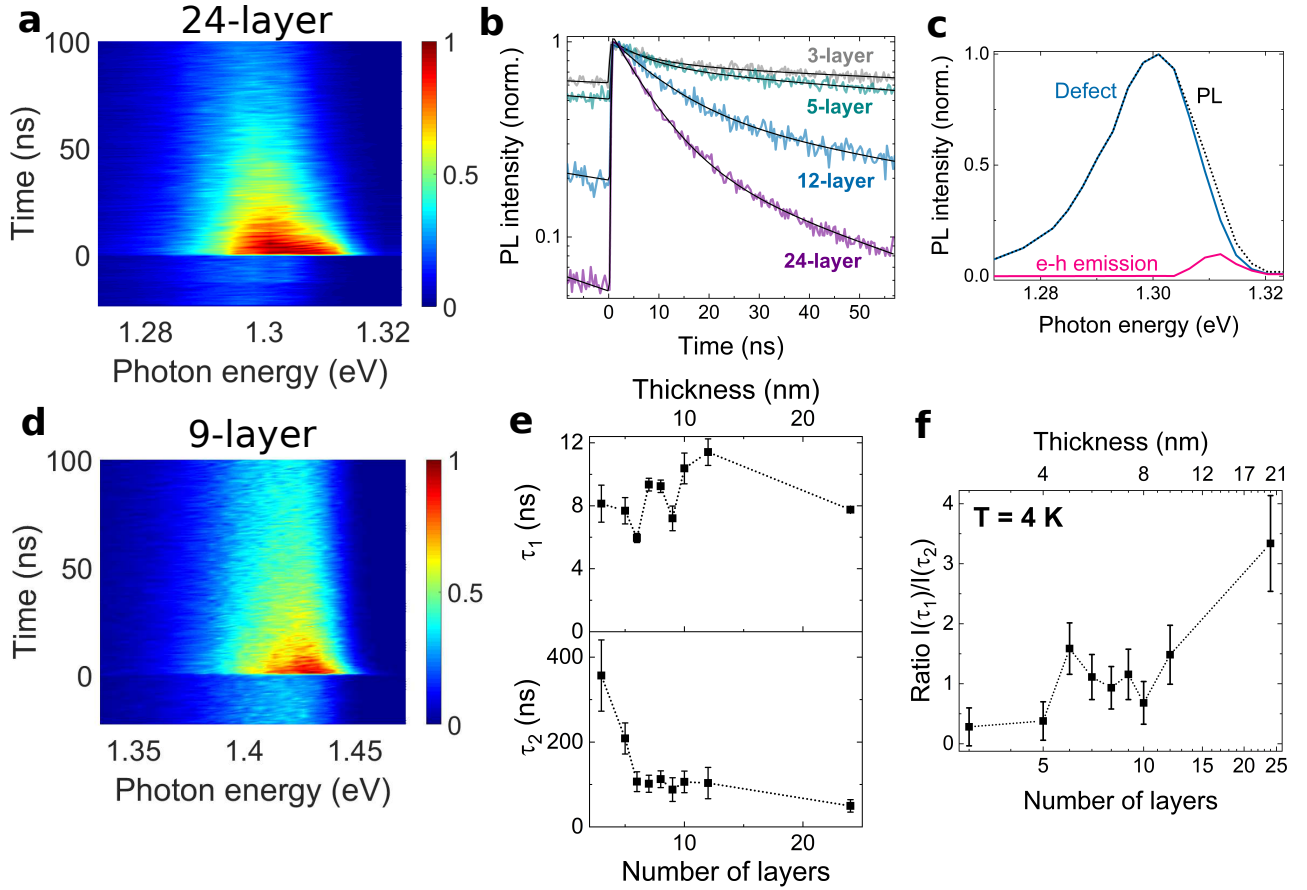 a
24-layer
100
50
0
Time (ns)
1.28
1.3
1.32
Photon energy (eV)
1
0.5
0
b
1
0.1
PL intensity (norm.)
3-layer
5-layer
12-layer
24-layer
0
10
20
30
40
50
Time (ns)
c
1.0
0.5
0.0
PL intensity (norm.)
Defect
PL
e-h emission
1.28
1.30
1.32
Photon energy (eV)
d
9-layer
100
50
0
Time (ns)
1.35
1.4
1.45
Photon energy (eV)
1
0.5
0
e
Thickness (nm)
10
20
12
8
4
0
τ1 (ns)
400
200
0
τ2 (ns)
10
20
Number of layers
f
Thickness (nm)
4
8
12
17
21
T = 4 K
4
3
2
1
0
Ratio I(τ1)/I(τ2)
5
10
15
20
25
Number of layers